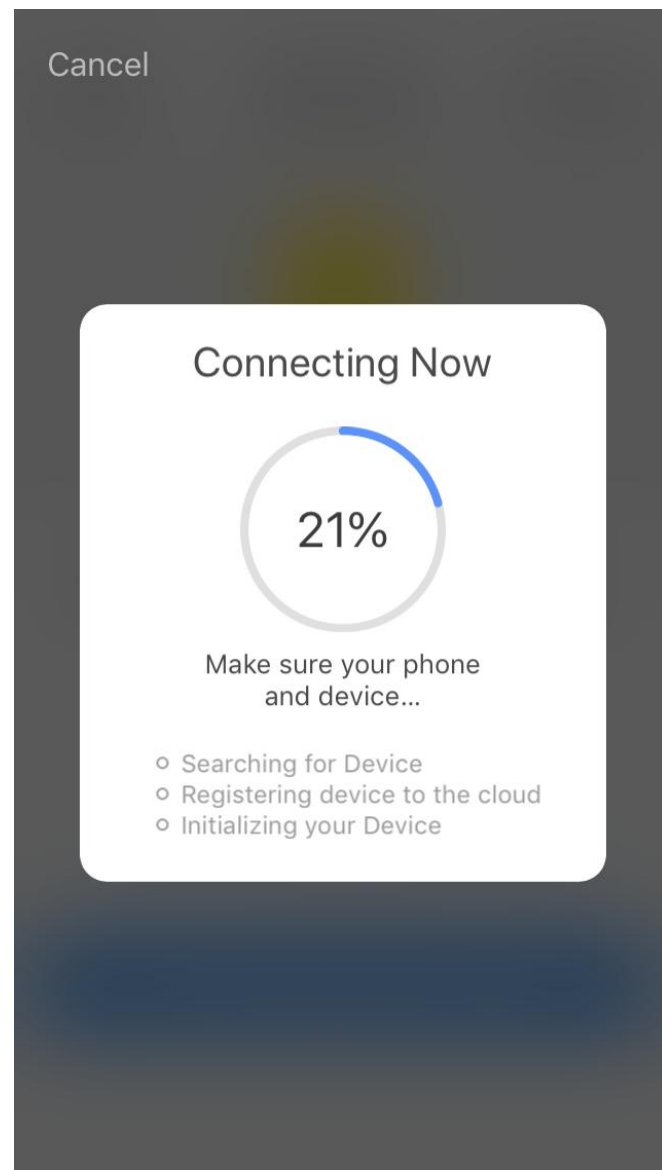 Cancel
Connecting Now
21%
Make sure your phone
and device...
Searching for Device
Registering device to the cloud
Initializing your Device